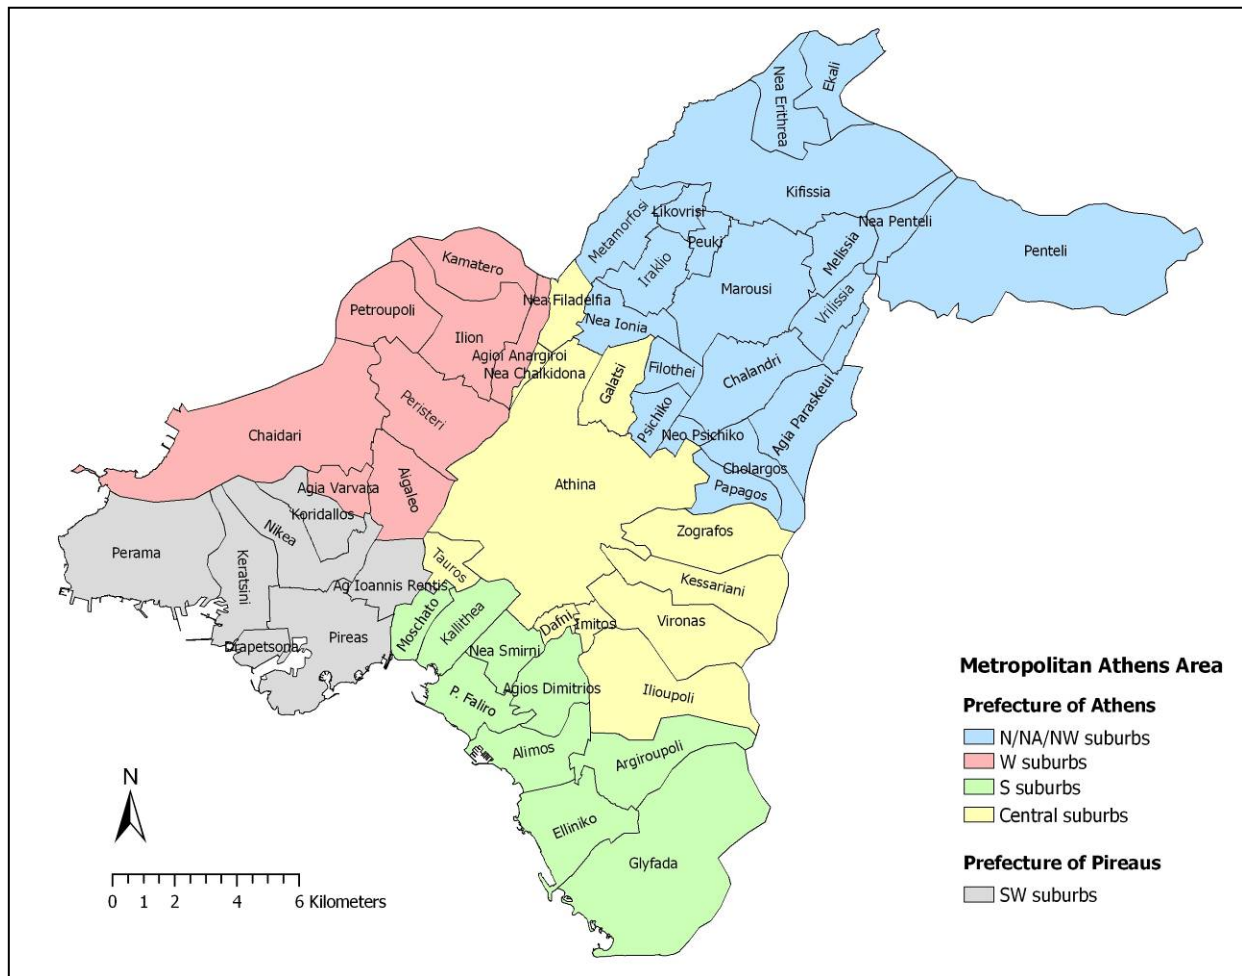 Ekali
Nea Erithrea
Kifissia
Likovrisi
Metamorfosi
Nea Penteli
Melissia
Peuki
Penteli
Iraklio
Kamatero
Marousi
Nea Filadelfia
Vrilissia
Petroupoli
Nea Ionia
Ilion
Agioi Anargiroi
Nea Chalkidona
Filothei
Chalandri
Galatsi
Peristeri
Psichiko
Agia Paraskeui
Chaidari
Neo Psichiko
Cholargos
Athina
Aigaleo
Agia Varvara
Papagos
Koridallos
Nikea
Zografos
Perama
Tauros
Keratsini
Ag Ioannis Rentis
Kessariani
Moschato
Kallithea
Dafni
Imitos
Vironas
Pireas
Drapetsona
Nea Smirni
Agios Dimitrios
Ilioupoli
P. Faliro
Alimos
Argiroupoli
Elliniko
Glyfada
Metropolitan Athens Area
Prefecture of Athens
N/NA/NW suburbs
W suburbs
S suburbs
Central suburbs
Prefecture of Pireaus
SW suburbs
N
0 1 2 4 6 Kilometers